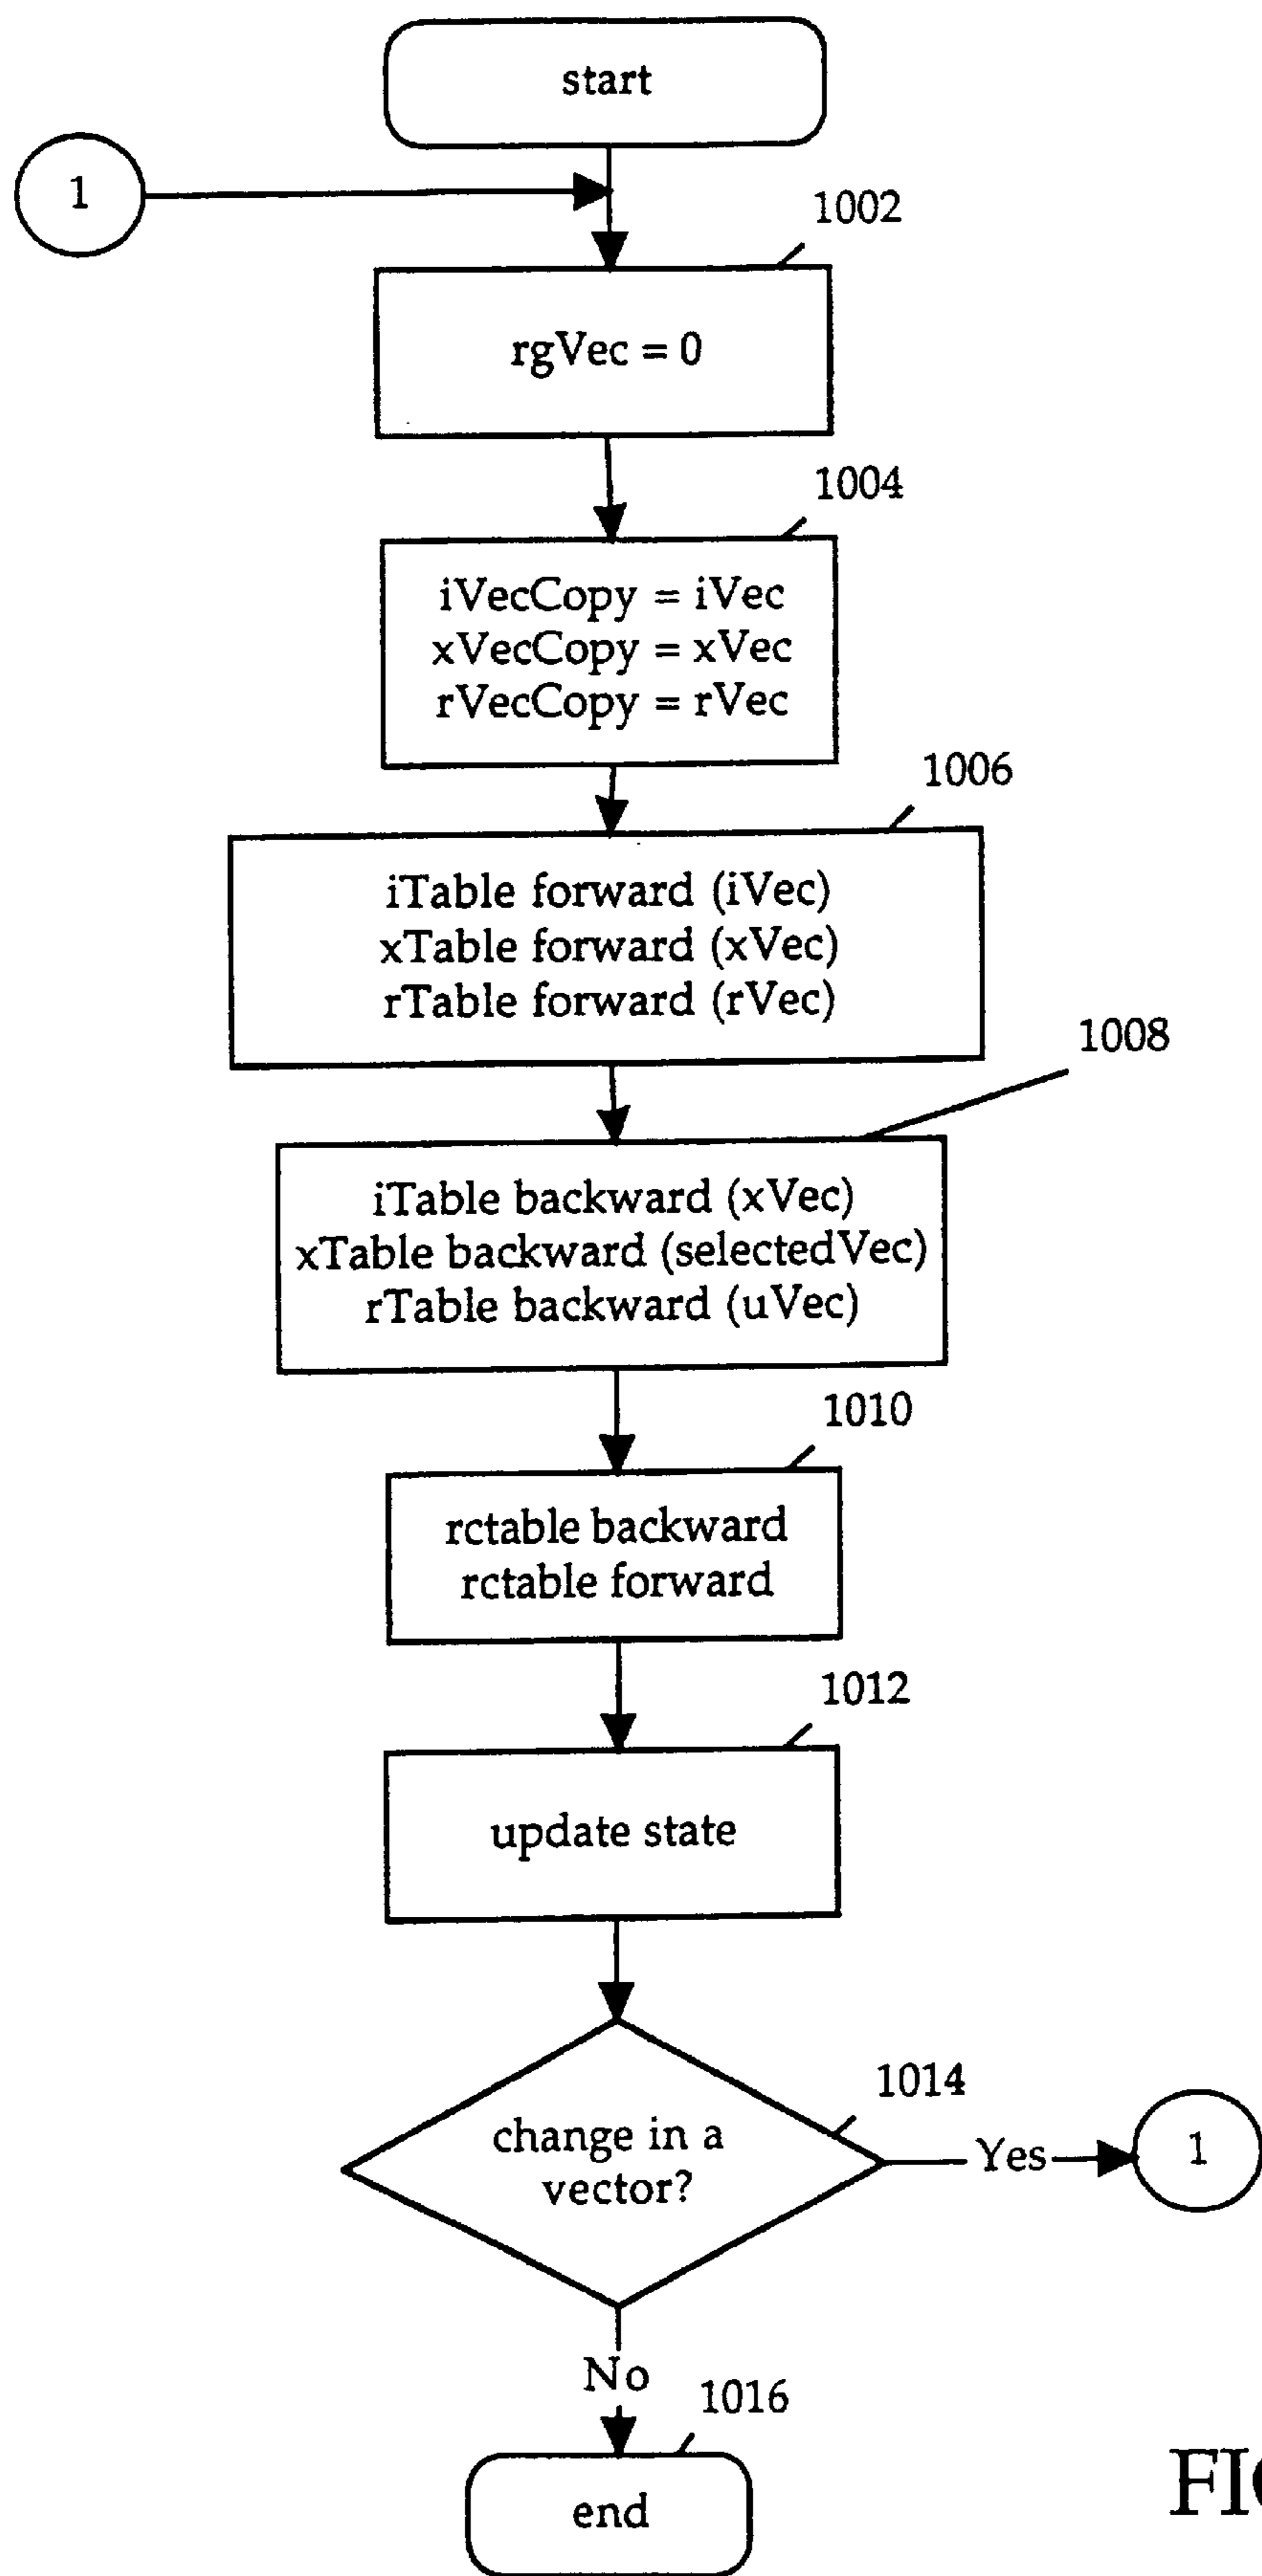 start
1
1002
rgVec = 0
1004
iVecCopy = iVec
xVecCopy = xVec
rVecCopy = rVec
1006
iTable forward (iVec)
xTable forward (xVec)
rTable forward (rVec)
1008
iTable backward (xVec)
xTable backward (selectedVec)
rTable backward (uVec)
1010
rctable backward
rctable forward
1012
update state
1014
change in a
vector?
Yes
1
No
1016
end